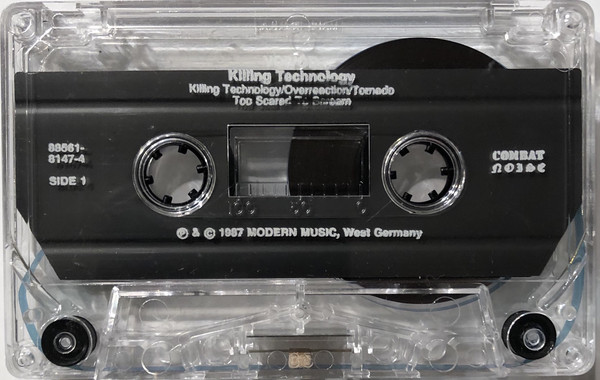 Killing Technology
Killing Technology/Overreaction/Tornado
Too Scared To Scream
88561-
8147-4
SIDE 1
COMBAT
NOISE
℗ & © 1987 MODERN MUSIC, West Germany